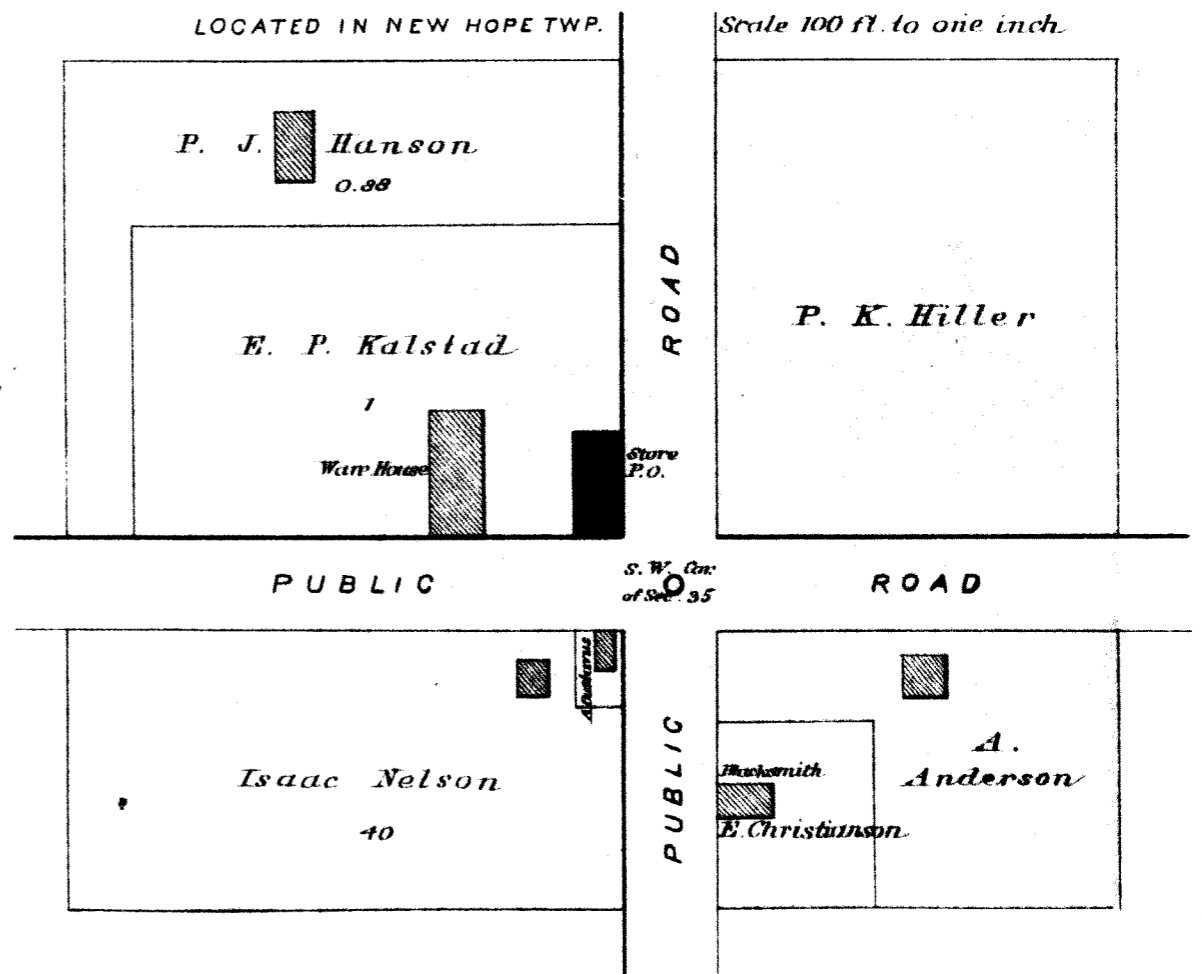 LOCATED IN NEW HOPE TWP.
Scale 100 ft. to one inch
P. J. Hanson
0.88
E. P. Kalstad
1
Ware House
Store
P.O.
ROAD
P. K. Hiller
PUBLIC
S. W. Cor.
of Sec. 35
ROAD
Isaac Nelson
40
PUBLIC
Blacksmith
E. Christianson
A.
Anderson